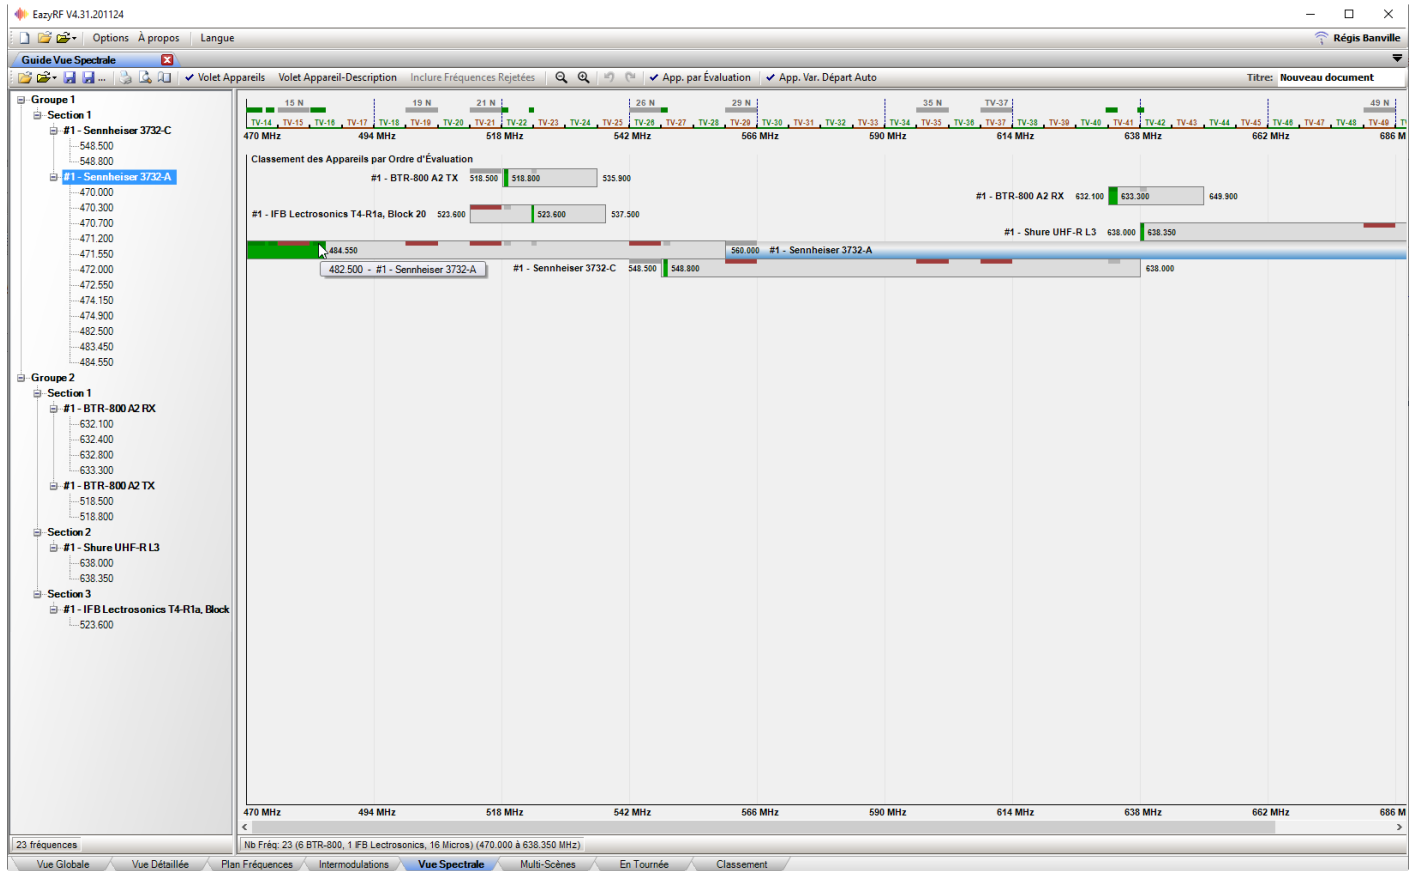 EazyRF V4.31.201124
Options À propos Langue Régis Banville
Guide Vue Spectrale
... Volet Appareils Volet Appareil-Description Inclure Fréquences Rejetées App. par Évaluation App. Var. Départ Auto Titre: Nouveau document
Groupe 1
Section 1
#1 - Sennheiser 3732-C
548.500
548.800
#1 - Sennheiser 3732-A
470.000
470.300
470.700
471.200
471.550
472.000
472.550
474.150
474.900
482.500
483.450
484.550
Groupe 2
Section 1
#1 - BTR-800 A2 RX
632.100
632.400
632.800
633.300
#1 - BTR-800 A2 TX
518.500
518.800
Section 2
#1 - Shure UHF-R L3
638.000
638.350
Section 3
#1 - IFB Lectrosonics T4-R1a, Block
523.600
15 N 19 N 21 N 26 N 29 N 35 N TV-37 49 N
TV-14 TV-15 TV-16 TV-17 TV-18 TV-19 TV-20 TV-21 TV-22 TV-23 TV-24 TV-25 TV-26 TV-27 TV-28 TV-29 TV-30 TV-31 TV-32 TV-33 TV-34 TV-35 TV-36 TV-37 TV-38 TV-39 TV-40 TV-41 TV-42 TV-43 TV-44 TV-45 TV-46 TV-47 TV-48 TV-49
470 MHz 494 MHz 518 MHz 542 MHz 566 MHz 590 MHz 614 MHz 638 MHz 662 MHz 686 M
Classement des Appareils par Ordre d'Évaluation
#1 - BTR-800 A2 TX 518.500 518.800 535.900
#1 - BTR-800 A2 RX 632.100 633.300 649.900
#1 - IFB Lectrosonics T4-R1a, Block 20 523.600 523.600 537.500
#1 - Shure UHF-R L3 638.000 638.350
484.550 560.000 #1 - Sennheiser 3732-A
482.500 - #1 - Sennheiser 3732-A
#1 - Sennheiser 3732-C 548.500 548.800 638.000
470 MHz 494 MHz 518 MHz 542 MHz 566 MHz 590 MHz 614 MHz 638 MHz 662 MHz 686 M
23 fréquences
Nb Fréq: 23 (6 BTR-800, 1 IFB Lectrosonics, 16 Micros) (470.000 à 638.350 MHz)
Vue Globale Vue Détaillée Plan Fréquences Intermodulations Vue Spectrale Multi-Scènes En Tournée Classement